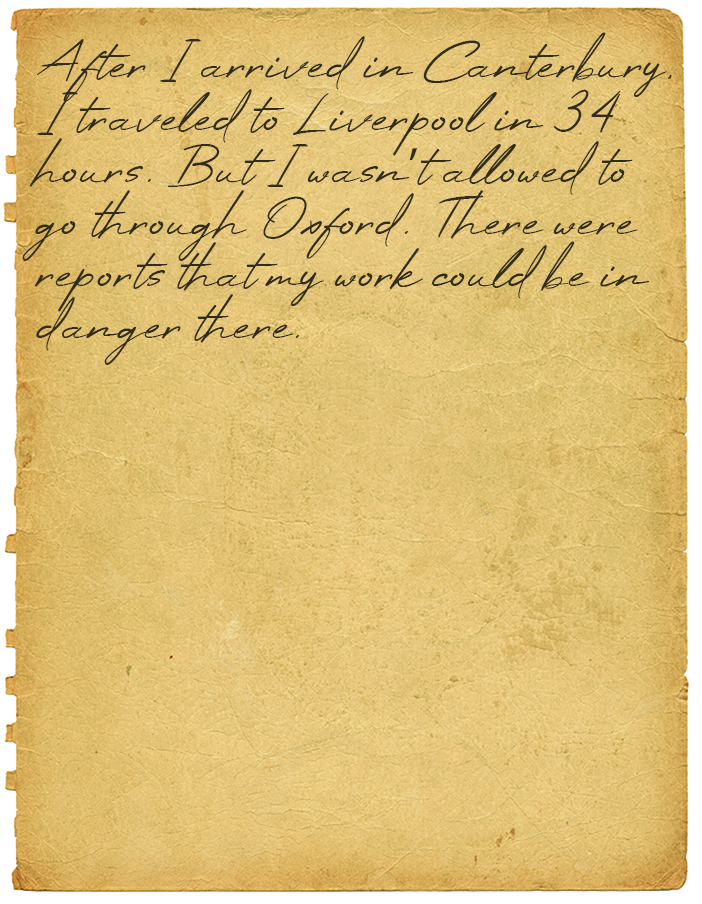 After I arrived in Canterbury.
I traveled to Liverpool in 34
hours. But I wasn't allowed to
go through Oxford. There were
reports that my work could be in
danger there.